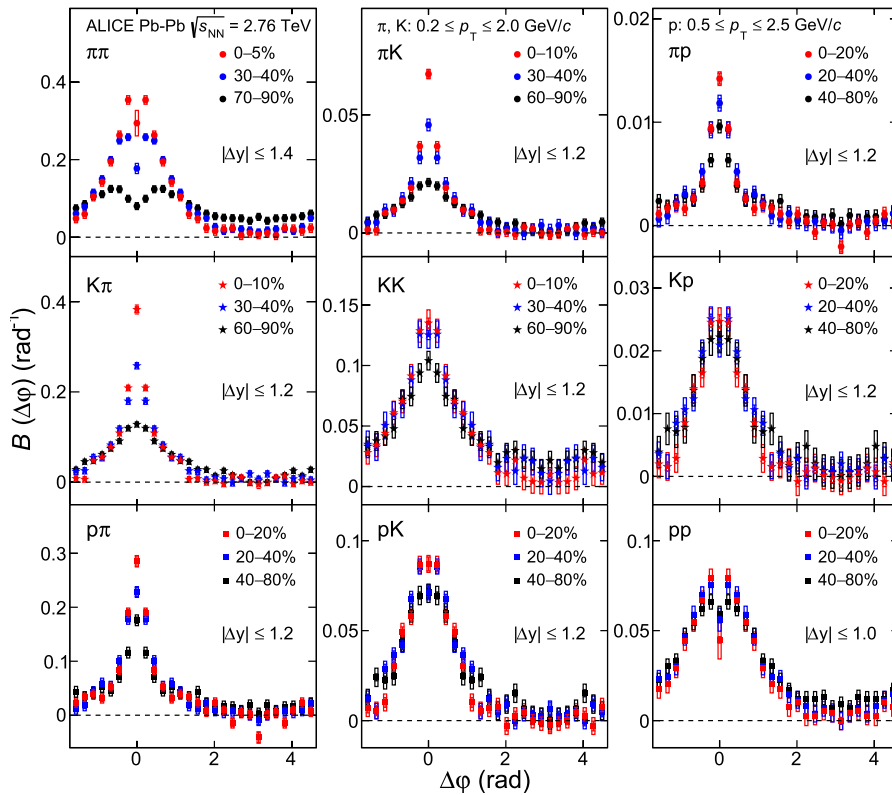 ALICE Pb-Pb √sNN = 2.76 TeV
π, K: 0.2 ≤ pT ≤ 2.0 GeV/c
p: 0.5 ≤ pT ≤ 2.5 GeV/c
ππ
0–5%
30–40%
70–90%
|Δy| ≤ 1.4
0.4
0.2
0
πK
0–10%
30–40%
60–90%
|Δy| ≤ 1.2
0.05
0
πp
0–20%
20–40%
40–80%
|Δy| ≤ 1.2
0.02
0.01
0
Kπ
0–10%
30–40%
60–90%
|Δy| ≤ 1.2
0.4
0.2
0
KK
0–10%
30–40%
60–90%
|Δy| ≤ 1.2
0.15
0.1
0.05
0
Kp
0–20%
20–40%
40–80%
|Δy| ≤ 1.2
0.03
0.02
0.01
0
B (Δφ) (rad⁻¹)
pπ
0–20%
20–40%
40–80%
|Δy| ≤ 1.2
0.3
0.2
0.1
0
0 2 4
pK
0–20%
20–40%
40–80%
|Δy| ≤ 1.2
0.1
0.05
0
0 2 4
pp
0–20%
20–40%
40–80%
|Δy| ≤ 1.0
0.1
0.05
0
0 2 4
Δφ (rad)